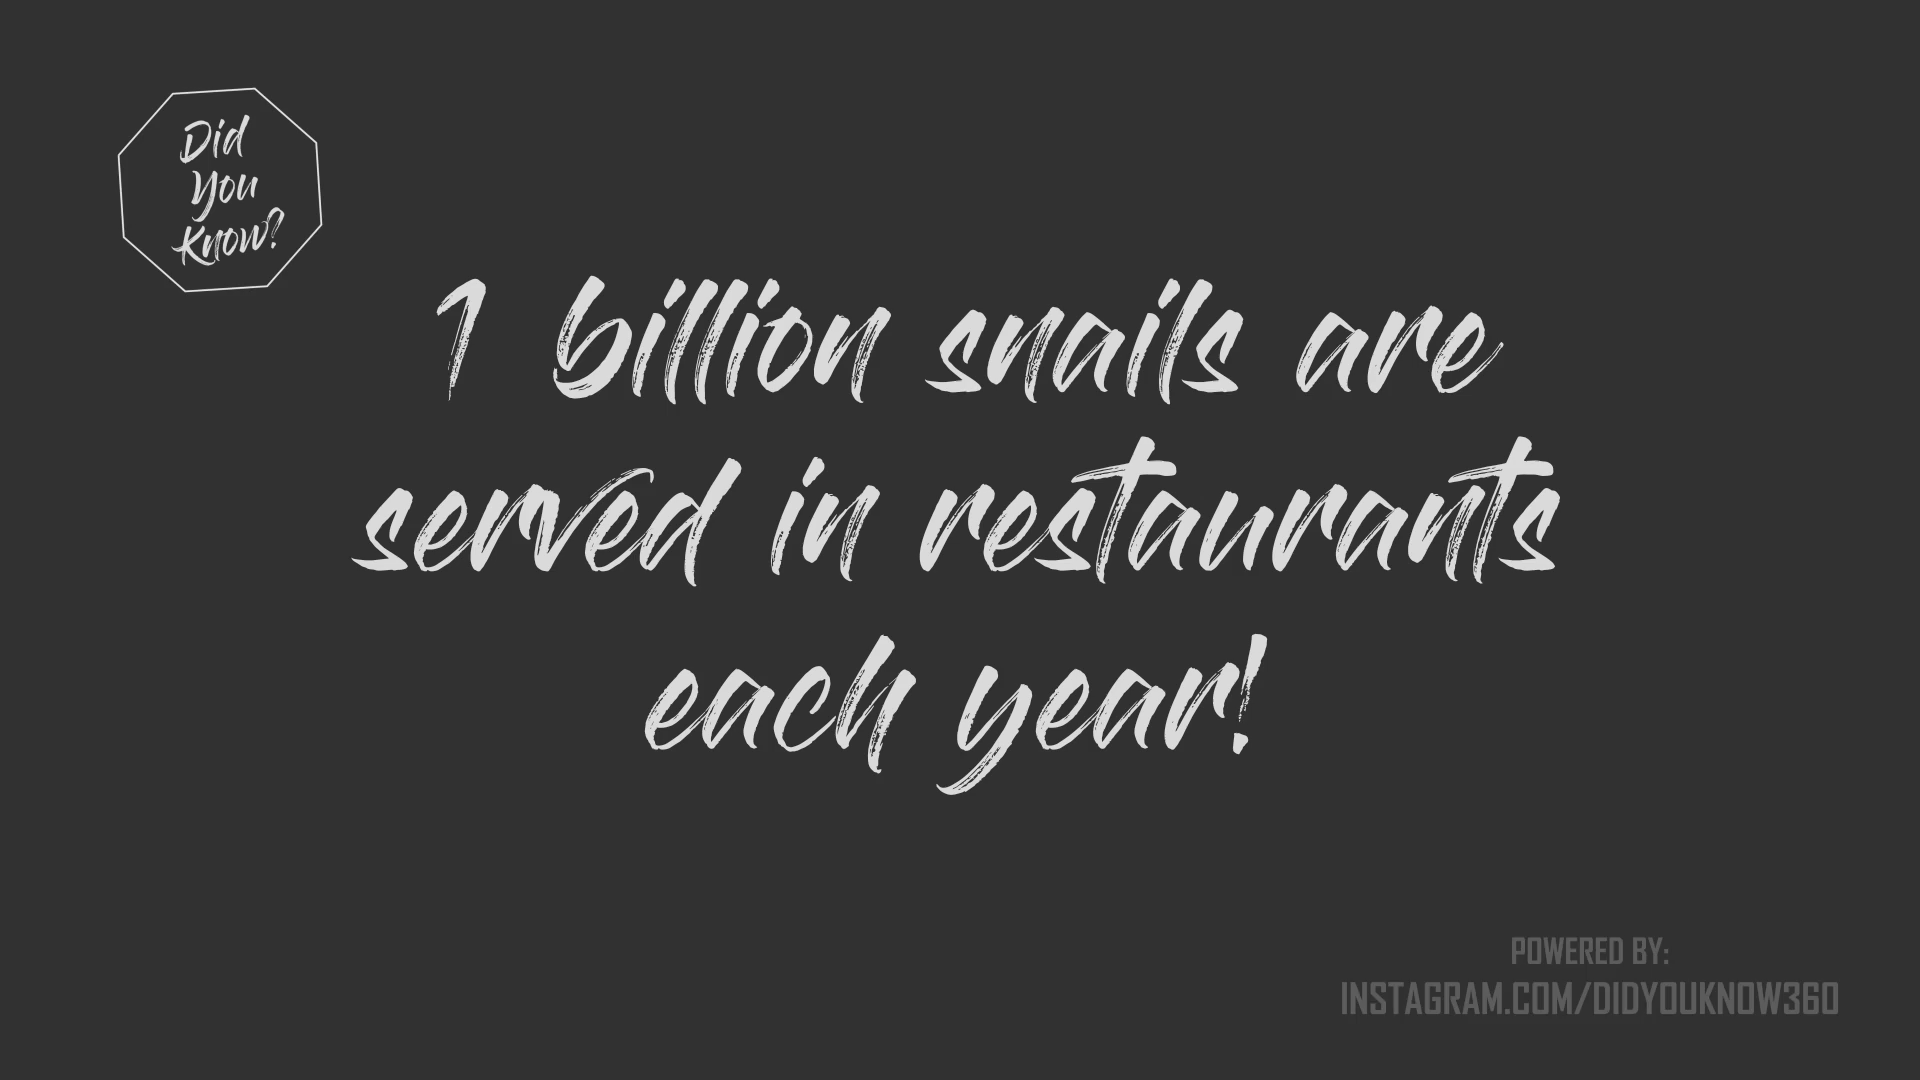 Did
You
Know?
1 billion snails are
served in restaurants
each year!
POWERED BY:
INSTAGRAM.COM/DIDYOUKNOW360